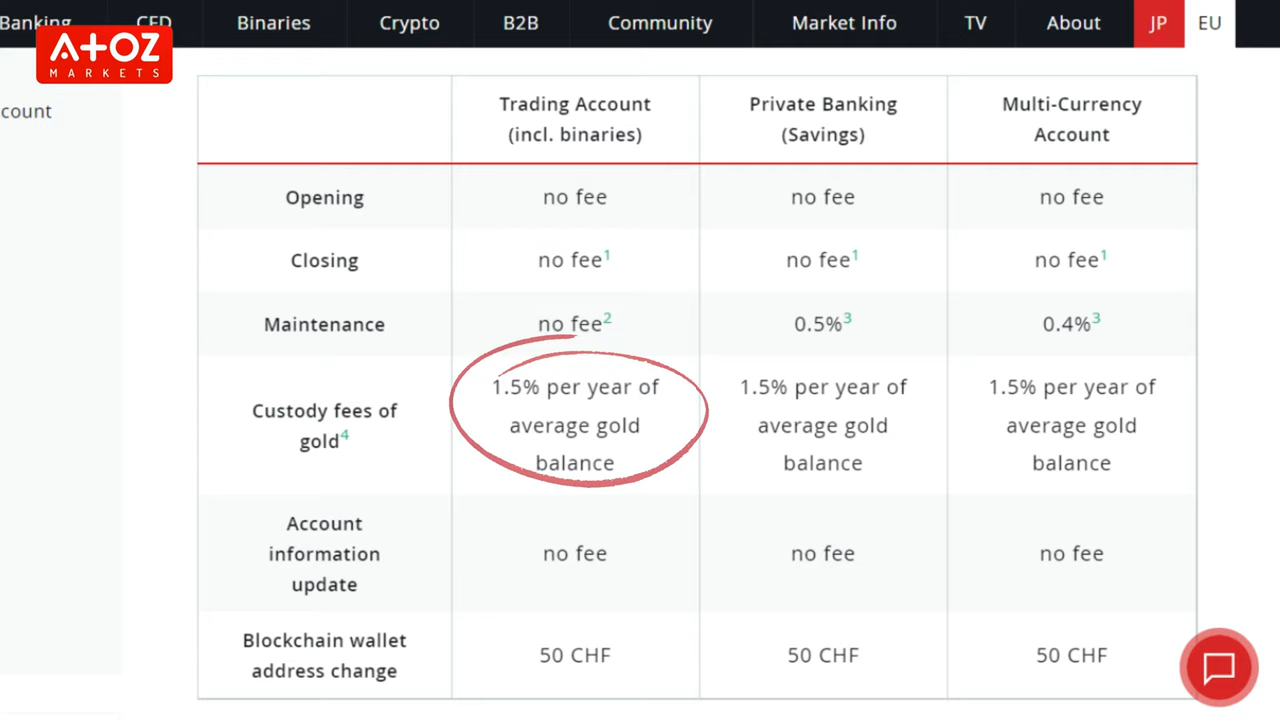 Banking CFD Binaries Crypto B2B Community Market Info TV About JP EU
A+OZ
MARKETS
count
Trading Account Private Banking Multi-Currency
(incl. binaries) (Savings) Account
Opening no fee no fee no fee
Closing no fee1 no fee1 no fee1
Maintenance no fee2 0.5%3 0.4%3
1.5% per year of 1.5% per year of 1.5% per year of
Custody fees of average gold average gold average gold
gold4 balance balance balance
Account
information no fee no fee no fee
update
Blockchain wallet 50 CHF 50 CHF 50 CHF
address change